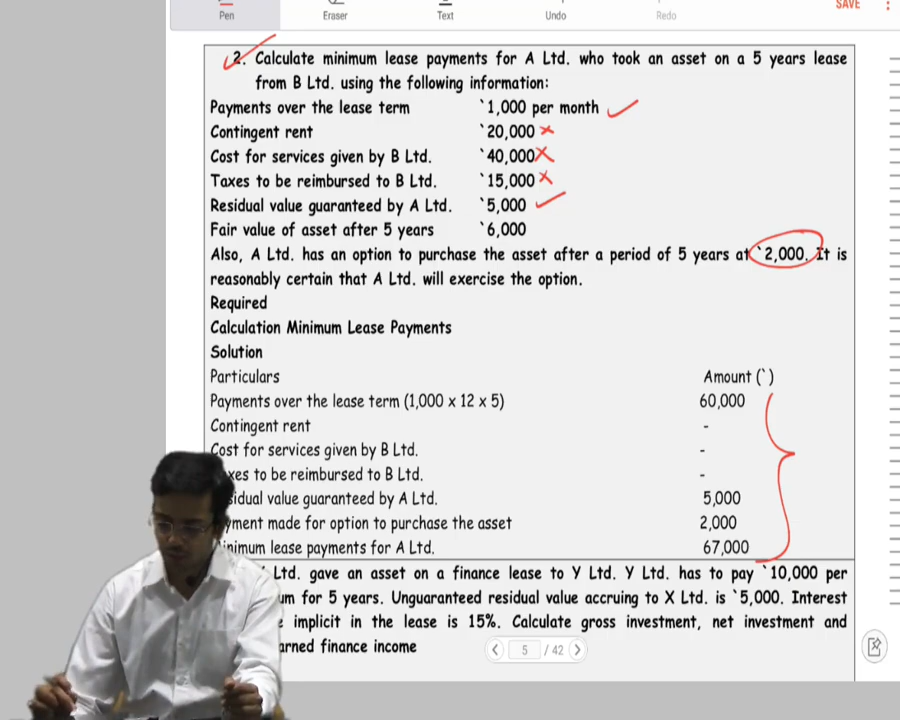 SAVE
Pen Eraser Text Undo Redo
2. Calculate minimum lease payments for A Ltd. who took an asset on a 5 years lease
from B Ltd. using the following information:
Payments over the lease term `1,000 per month
Contingent rent `20,000
Cost for services given by B Ltd. `40,000
Taxes to be reimbursed to B Ltd. `15,000
Residual value guaranteed by A Ltd. `5,000
Fair value of asset after 5 years `6,000
Also, A Ltd. has an option to purchase the asset after a period of 5 years at `2,000. It is
reasonably certain that A Ltd. will exercise the option.
Required
Calculation Minimum Lease Payments
Solution
Particulars Amount (`)
Payments over the lease term (1,000 x 12 x 5) 60,000
Contingent rent -
Cost for services given by B Ltd. -
xes to be reimbursed to B Ltd. -
idual value guaranteed by A Ltd. 5,000
yment made for option to purchase the asset 2,000
nimum lease payments for A Ltd. 67,000
Ltd. gave an asset on a finance lease to Y Ltd. Y Ltd. has to pay `10,000 per
um for 5 years. Unguaranteed residual value accruing to X Ltd. is `5,000. Interest
implicit in the lease is 15%. Calculate gross investment, net investment and
arned finance income
5 / 42